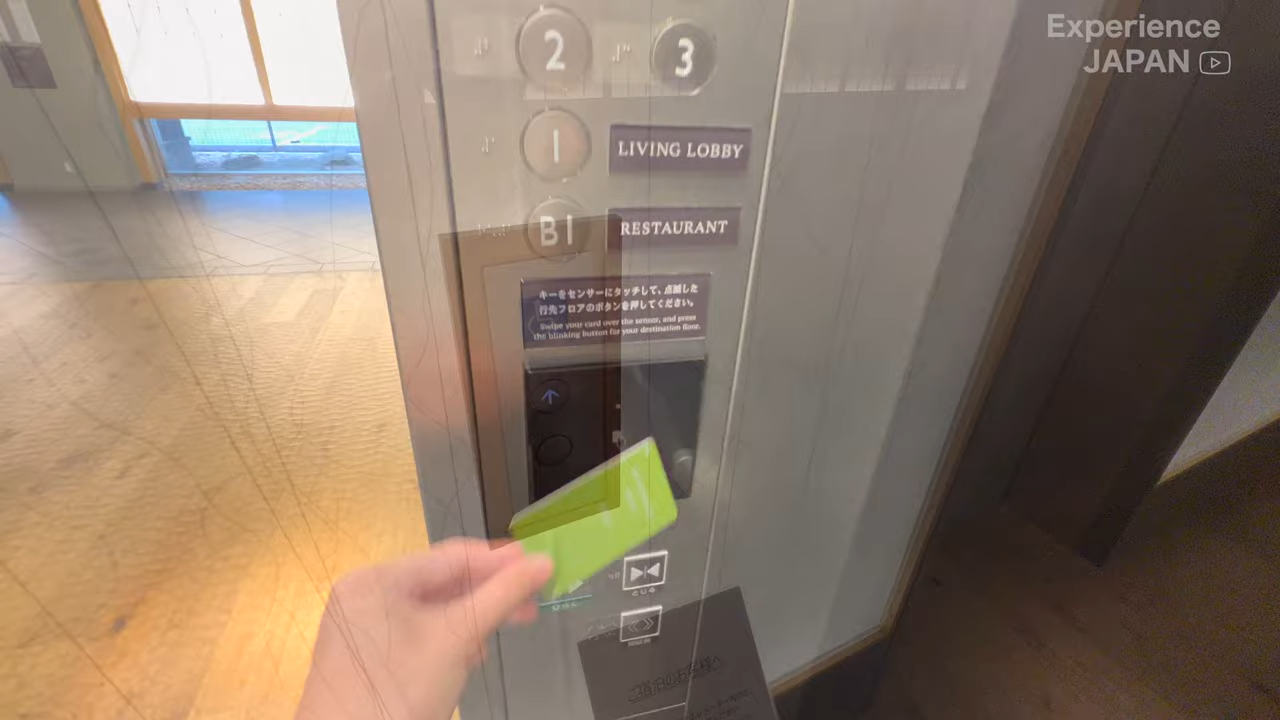 Experience
JAPAN
2 3
1 LIVING LOBBY
B1 RESTAURANT
キーをセンサーにタッチして、点滅した
行先フロアのボタンを押してください。
Swipe your card over the sensor, and press
the blinking button for your destination floor.